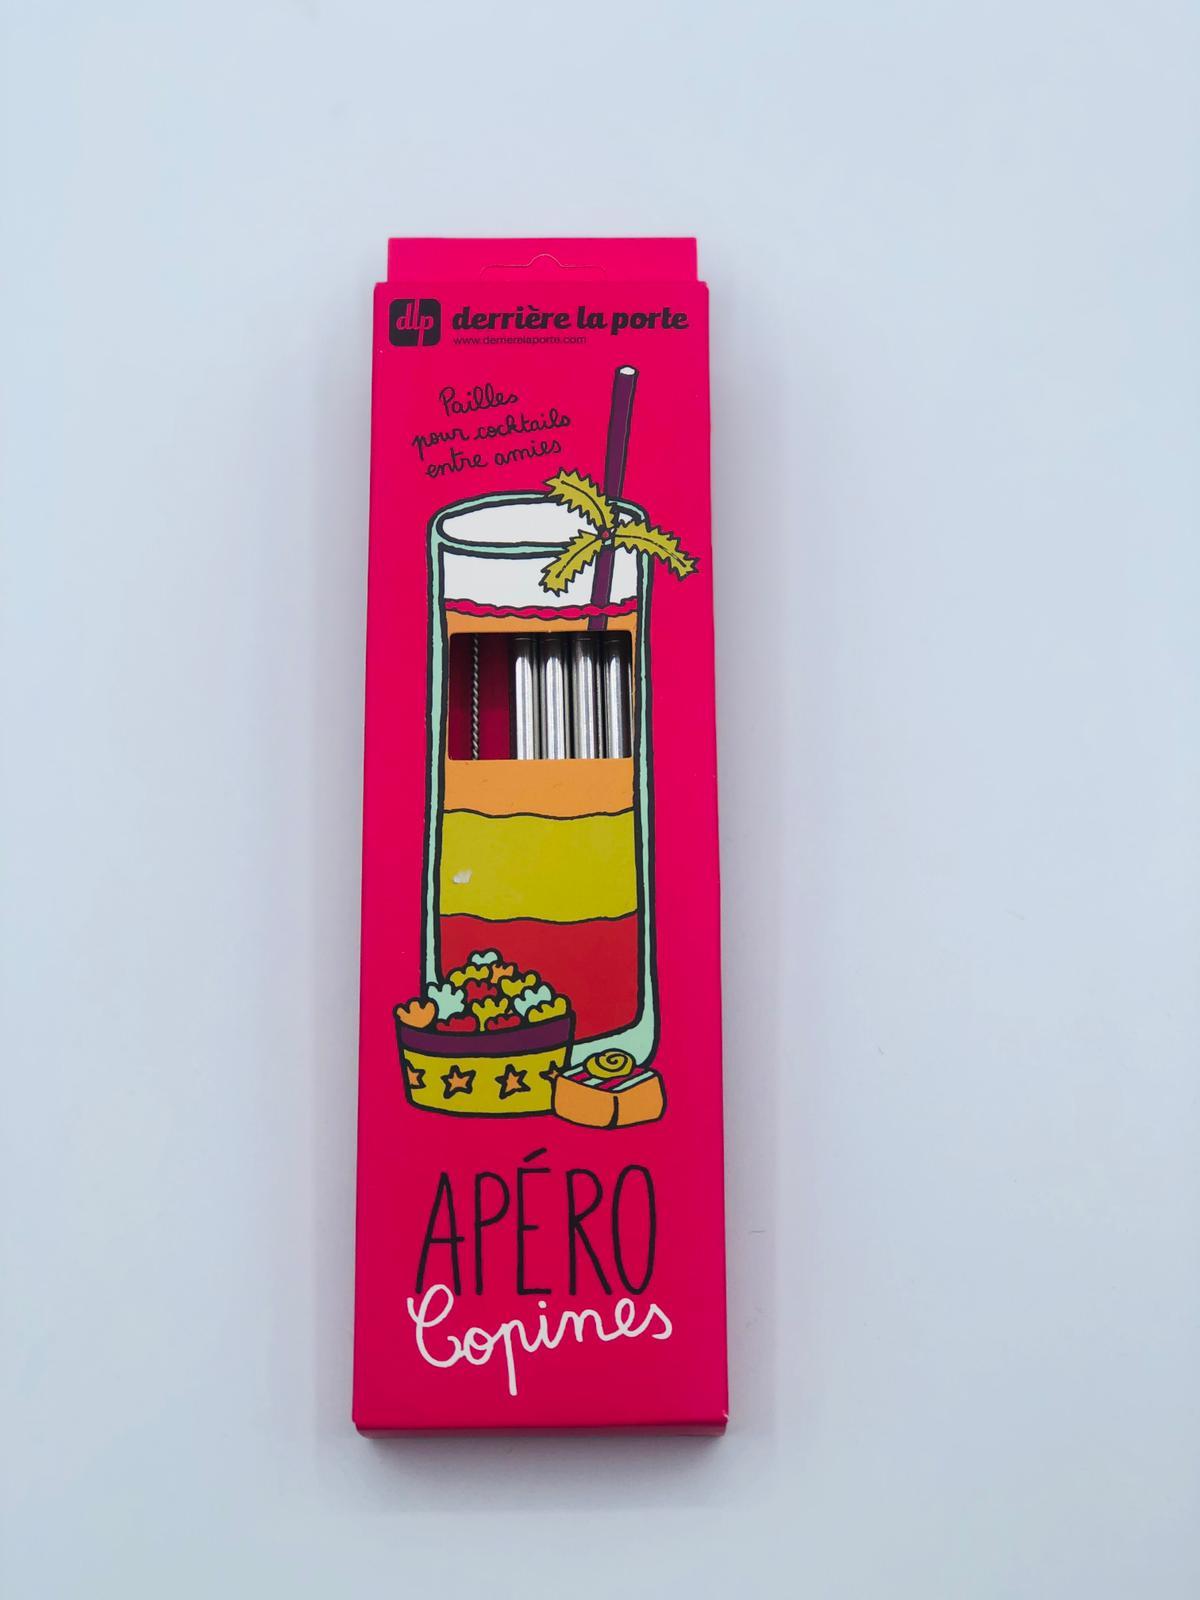 dlp derrière la porte
www.derrierelaporte.com
Pailles
pour cocktails
entre amies
APÉRO
Copines